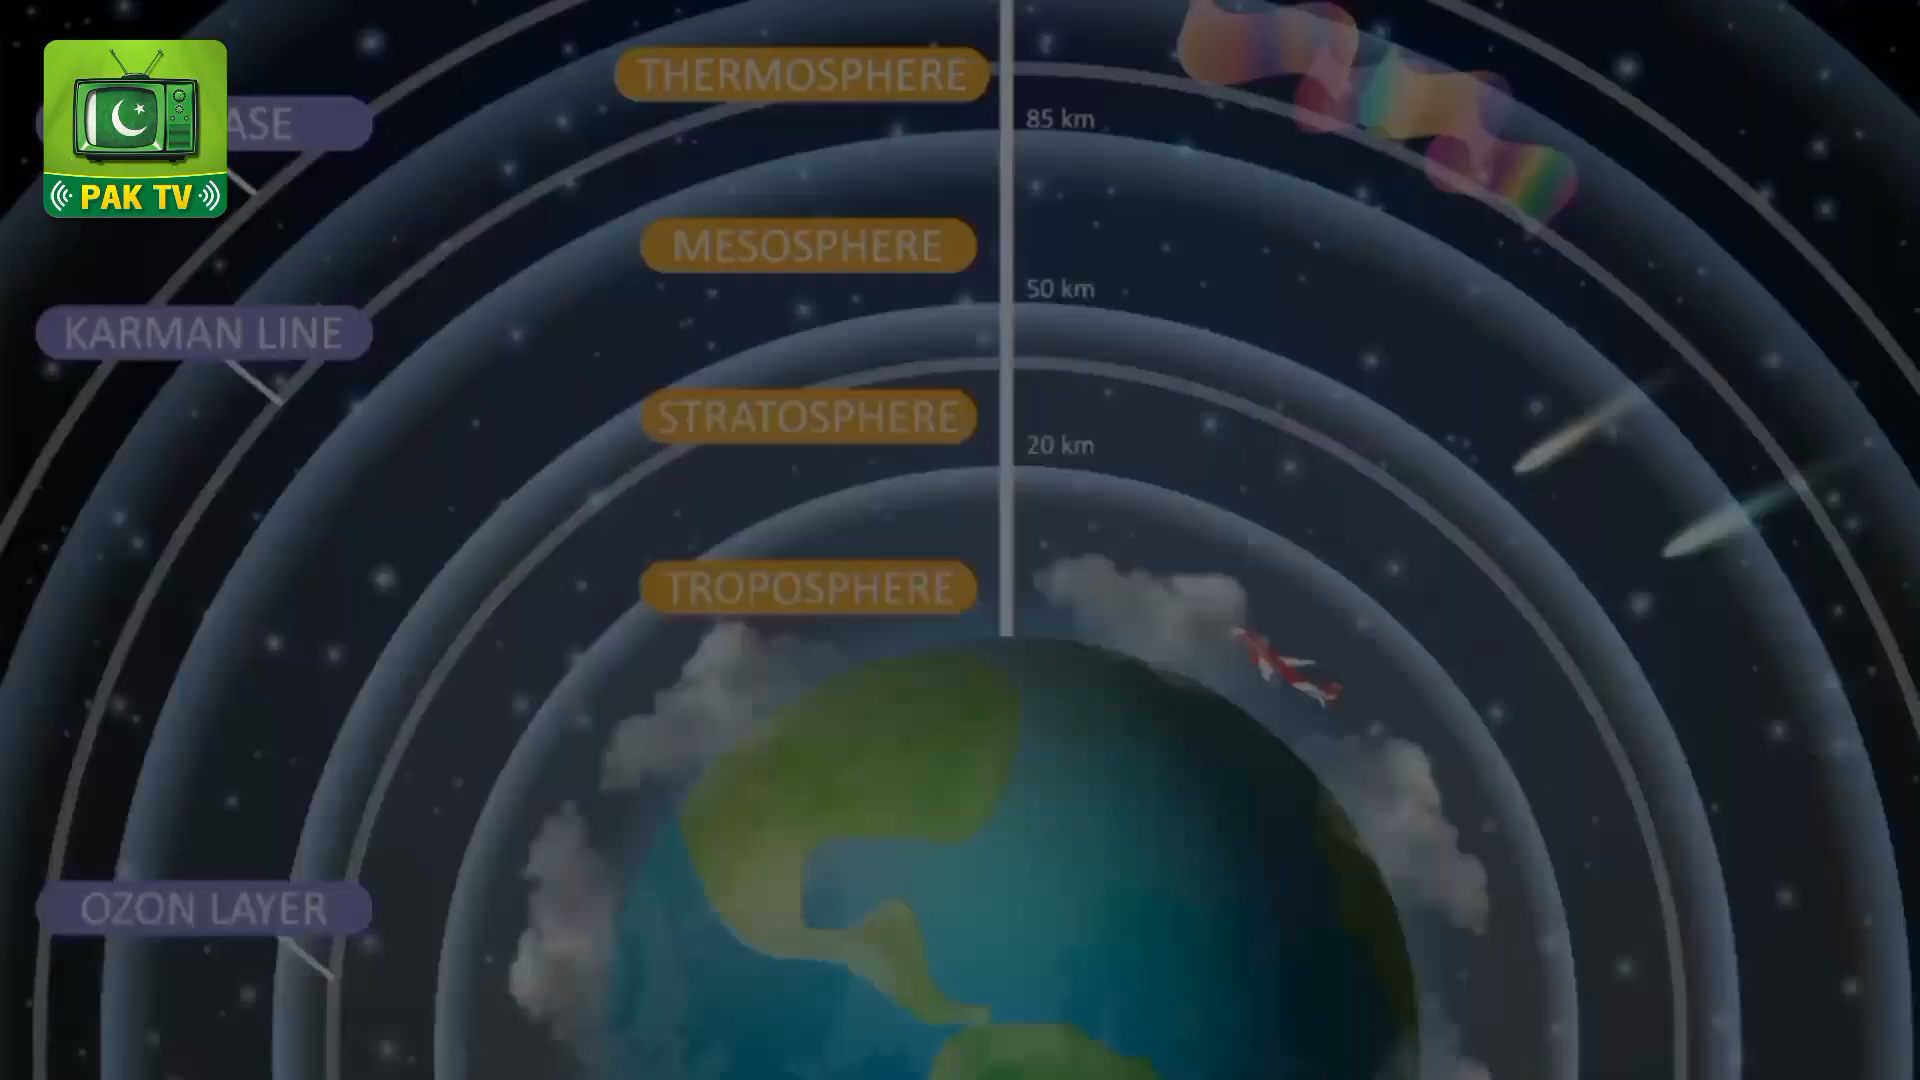 THERMOSPHERE
ASE
85 km
PAK TV
MESOSPHERE
50 km
KARMAN LINE
STRATOSPHERE
20 km
TROPOSPHERE
OZON LAYER